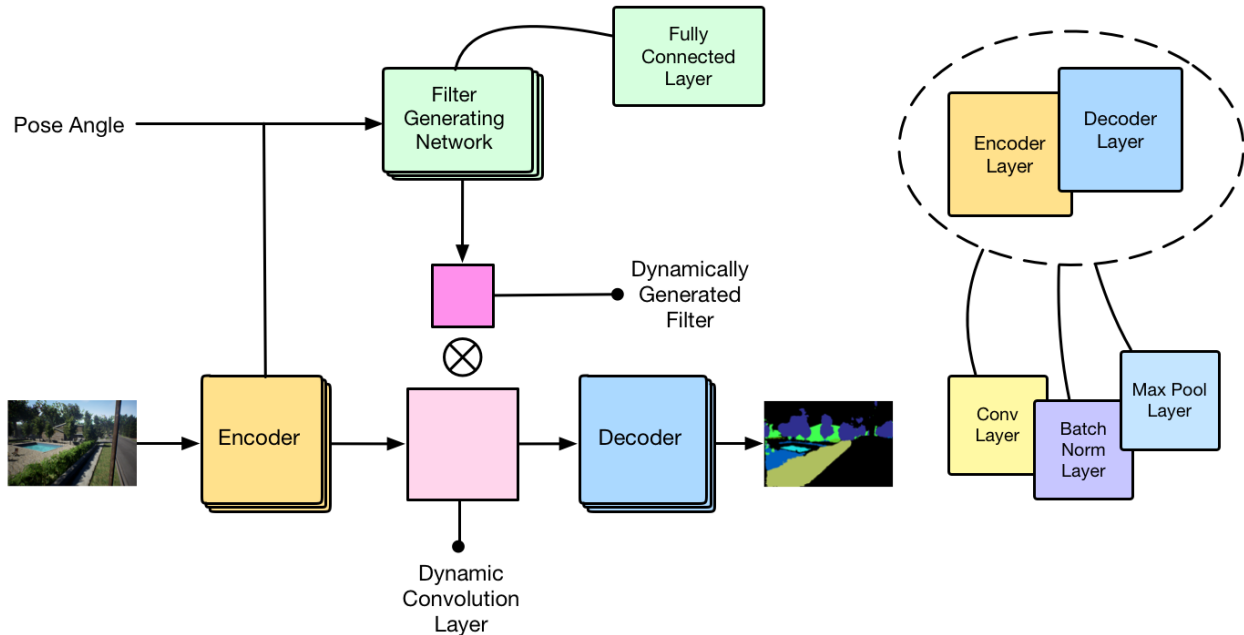 Fully
Connected
Layer
Filter
Generating
Network
Pose Angle
Encoder
Layer
Decoder
Layer
Dynamically
Generated
Filter
Encoder
Decoder
Dynamic
Convolution
Layer
Conv
Layer
Batch
Norm
Layer
Max Pool
Layer